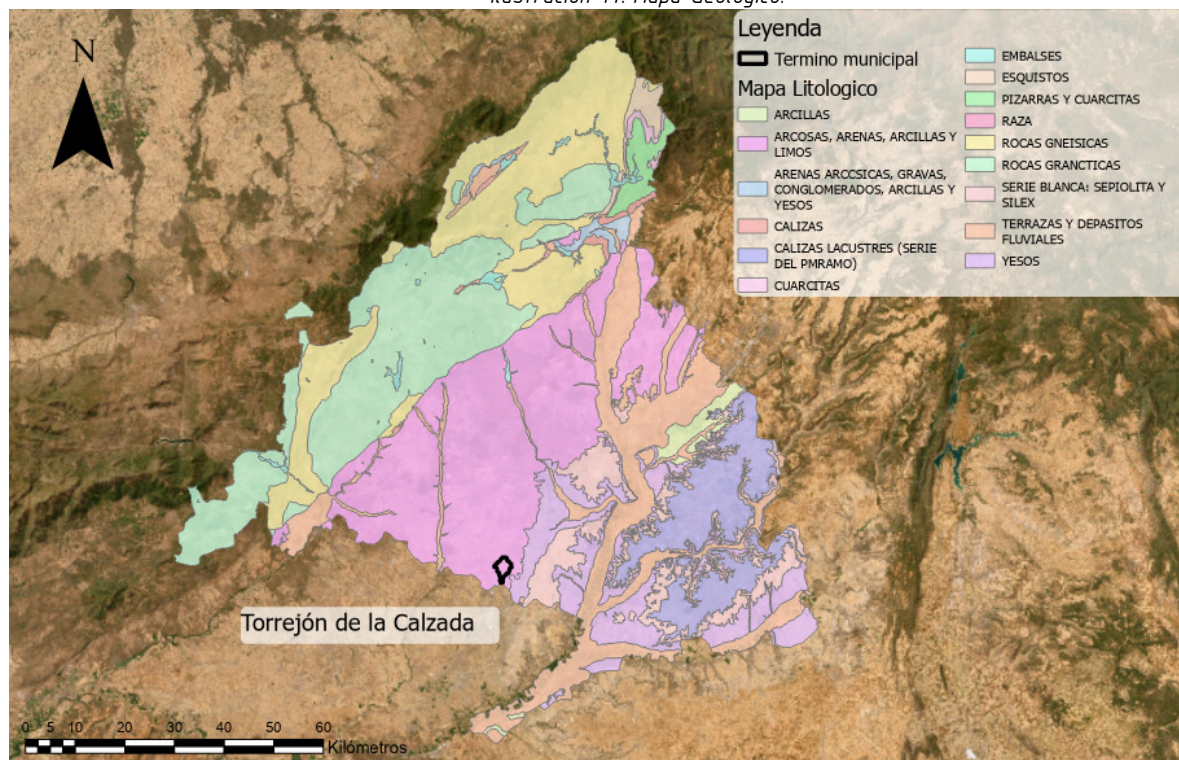 Ilustración 11. Mapa Geológico.
N
Leyenda
Termino municipal
Mapa Litologico
ARCILLAS
ARCOSAS, ARENAS, ARCILLAS Y
LIMOS
ARENAS ARCCSICAS, GRAVAS,
CONGLOMERADOS, ARCILLAS Y
YESOS
CALIZAS
CALIZAS LACUSTRES (SERIE
DEL PMRAMO)
CUARCITAS
EMBALSES
ESQUISTOS
PIZARRAS Y CUARCITAS
RAZA
ROCAS GNEISICAS
ROCAS GRANCTICAS
SERIE BLANCA: SEPIOLITA Y
SILEX
TERRAZAS Y DEPASITOS
FLUVIALES
YESOS
Torrejón de la Calzada
0 5 10 20 30 40 50 60
Kilómetros